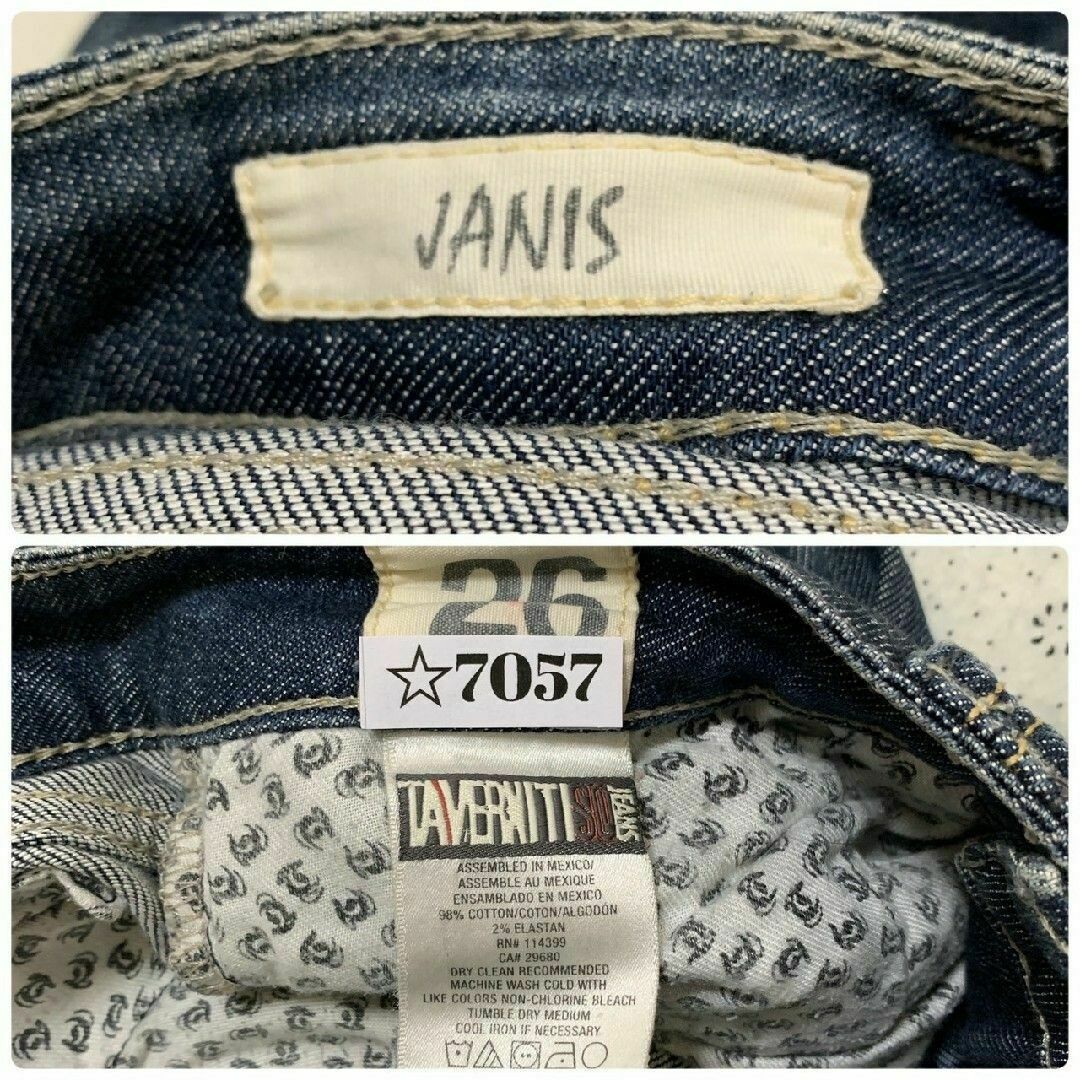 JANIS
26
☆7057
TAVERNITI SO JEANS
ASSEMBLED IN MEXICO/
ASSEMBLE AU MEXIQUE
ENSAMBLADO EN MEXICO
98% COTTON/COTON/ALGODÓN
2% ELASTAN
RN# 114399
CA# 29680
DRY CLEAN RECOMMENDED
MACHINE WASH COLD WITH
LIKE COLORS NON-CHLORINE BLEACH
TUMBLE DRY MEDIUM
COOL IRON IF NECESSARY